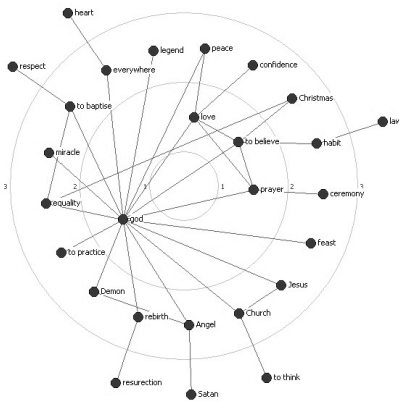 heart
legend
peace
respect
everywhere
confidence
to baptise
Christmas
love
law
miracle
to believe
habit
3
2
1
1
2
3
equality
prayer
ceremony
god
feast
to practice
Demon
Jesus
rebirth
Angel
Church
resurection
Satan
to think